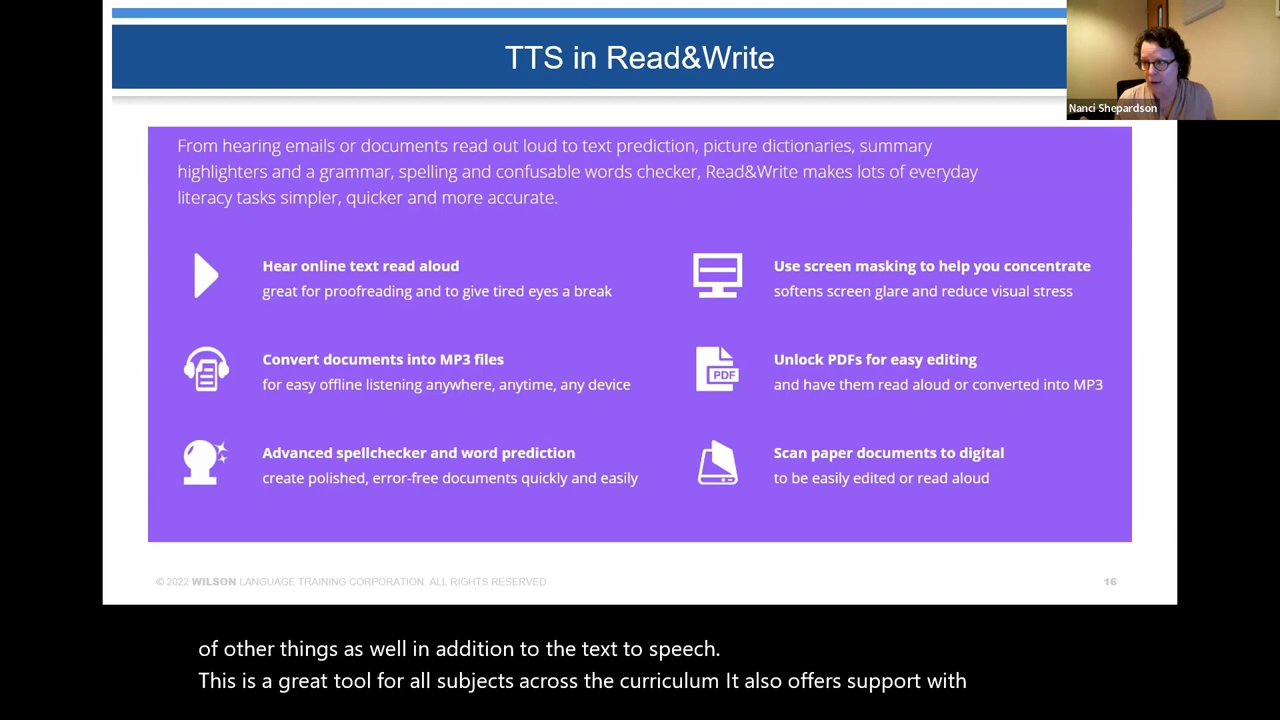 TTS in Read&Write
Nanci Shepardson
From hearing emails or documents read out loud to text prediction, picture dictionaries, summary
highlighters and a grammar, spelling and confusable words checker, Read&Write makes lots of everyday
literacy tasks simpler, quicker and more accurate.
Hear online text read aloud
great for proofreading and to give tired eyes a break
Use screen masking to help you concentrate
softens screen glare and reduce visual stress
Convert documents into MP3 files
for easy offline listening anywhere, anytime, any device
PDF
Unlock PDFs for easy editing
and have them read aloud or converted into MP3
Advanced spellchecker and word prediction
create polished, error-free documents quickly and easily
Scan paper documents to digital
to be easily edited or read aloud
© 2022 WILSON LANGUAGE TRAINING CORPORATION. ALL RIGHTS RESERVED
16
of other things as well in addition to the text to speech.
This is a great tool for all subjects across the curriculum It also offers support with